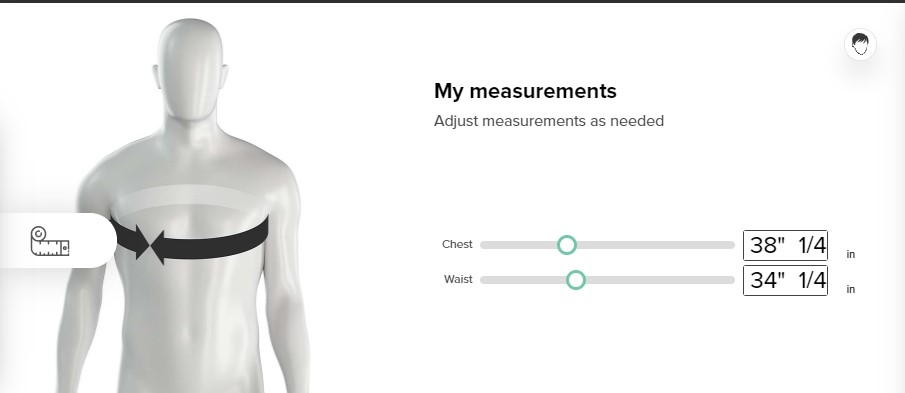 My measurements
Adjust measurements as needed
Chest 38" 1/4 in
Waist 34" 1/4 in